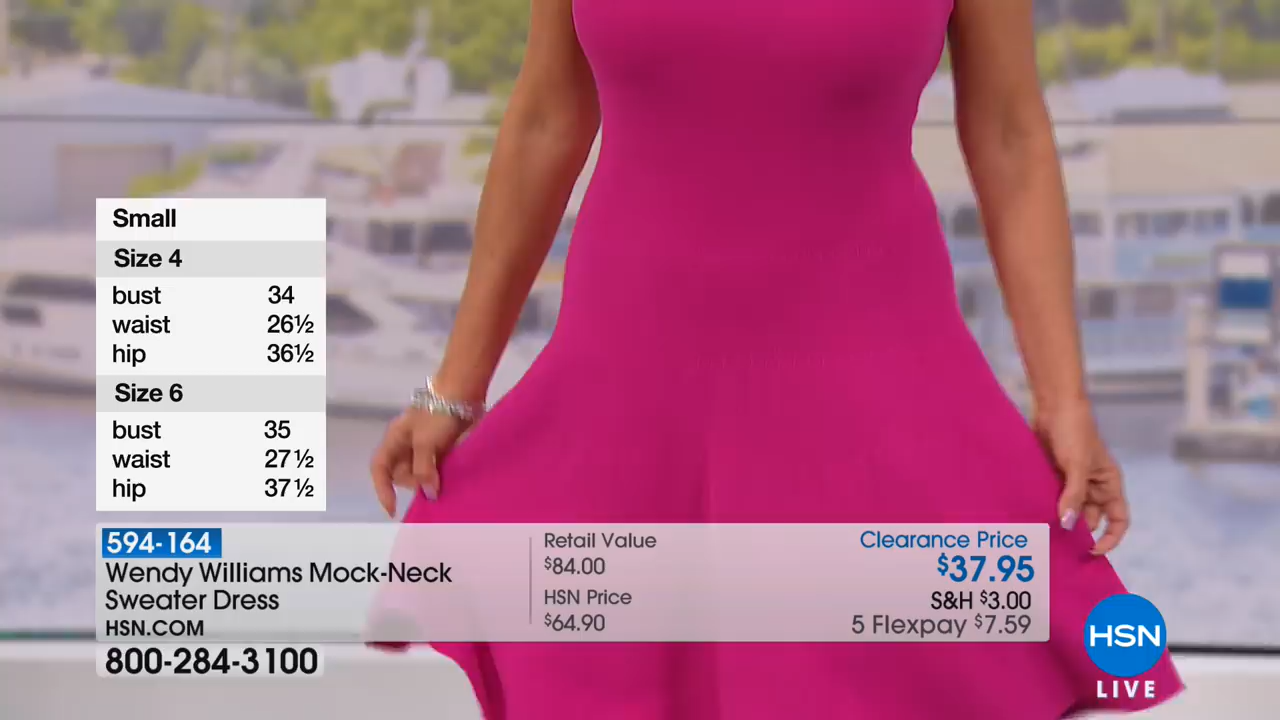 Small
Size 4
bust 34
waist 26½
hip 36½
Size 6
bust 35
waist 27½
hip 37½
594-164
Wendy Williams Mock-Neck
Sweater Dress
HSN.COM
800-284-3100
Retail Value
$84.00
HSN Price
$64.90
Clearance Price
$37.95
S&H $3.00
5 Flexpay $7.59
HSN
LIVE